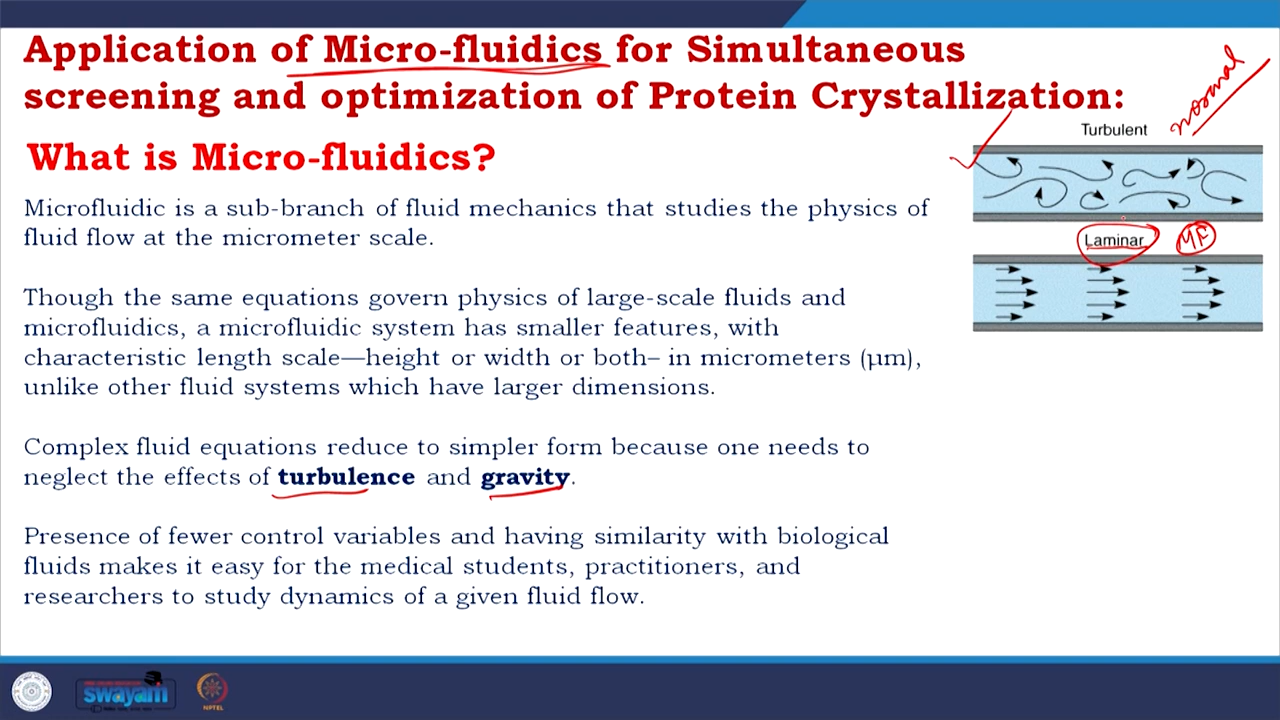 Application of Micro-fluidics for Simultaneous
screening and optimization of Protein Crystallization:
normal
What is Micro-fluidics?
Turbulent
Microfluidic is a sub-branch of fluid mechanics that studies the physics of
fluid flow at the micrometer scale.
Laminar
MF
Though the same equations govern physics of large-scale fluids and
microfluidics, a microfluidic system has smaller features, with
characteristic length scale—height or width or both– in micrometers (μm),
unlike other fluid systems which have larger dimensions.
Complex fluid equations reduce to simpler form because one needs to
neglect the effects of turbulence and gravity.
Presence of fewer control variables and having similarity with biological
fluids makes it easy for the medical students, practitioners, and
researchers to study dynamics of a given fluid flow.
swayam
NPTEL